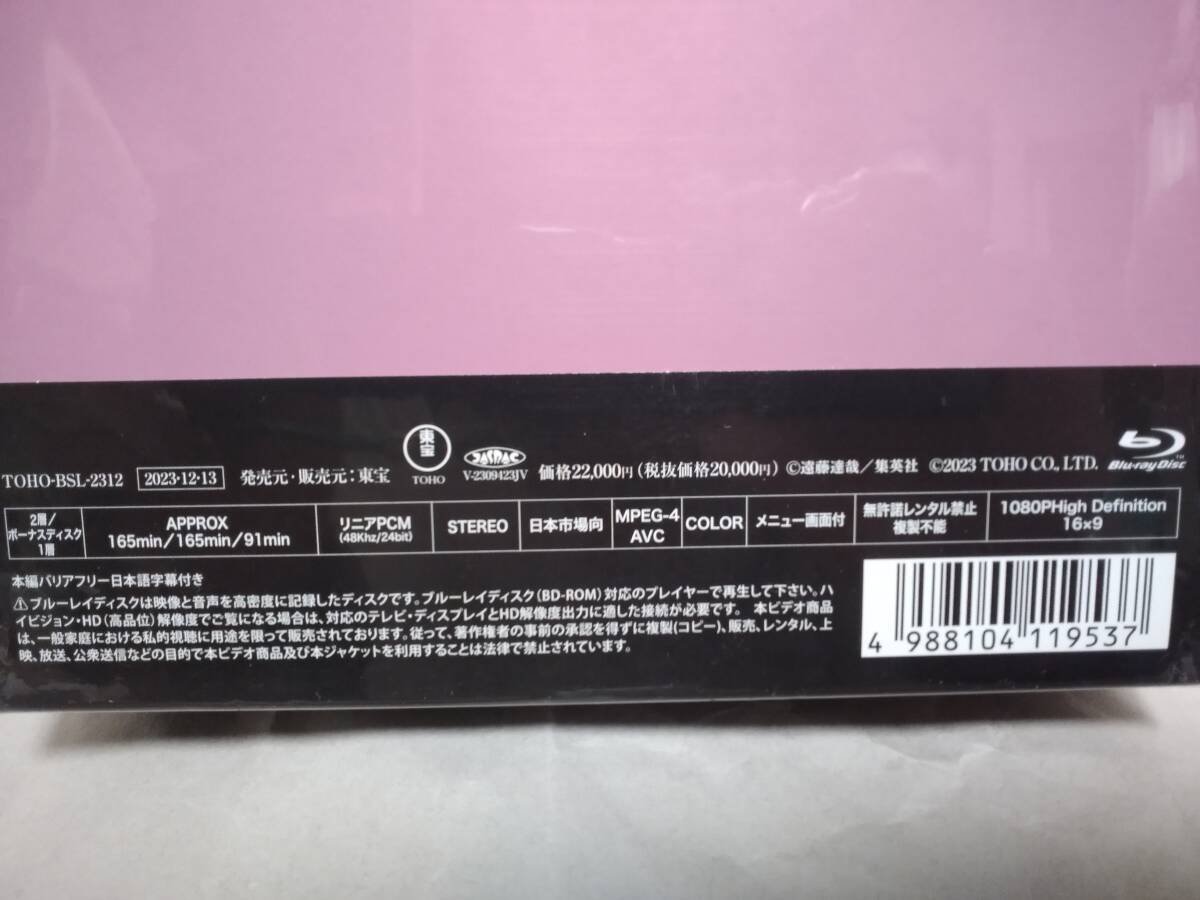 東宝
TOHO
JASRAC
V-2309423JV
TOHO-BSL-2312 2023・12・13 発売元・販売元：東宝 価格22,000円（税抜価格20,000円） ©遠藤達哉／集英社 ©2023 TOHO CO., LTD.
Blu-ray Disc™
2層／
ボーナスディスク
1層
APPROX
165min／165min／91min
リニアPCM
(48Khz/24bit)
STEREO
日本市場向
MPEG-4
AVC
COLOR
メニュー画面付
無許諾レンタル禁止
複製不能
1080PHigh Definition
16×9
本編バリアフリー日本語字幕付き
⚠ブルーレイディスクは映像と音声を高密度に記録したディスクです。ブルーレイディスク（BD-ROM）対応のプレイヤーで再生して下さい。ハ
イビジョン・HD（高品位）解像度でご覧になる場合は、対応のテレビ・ディスプレイとHD解像度出力に適した接続が必要です。 本ビデオ商品
は、一般家庭における私的視聴に用途を限って販売されております。従って、著作権者の事前の承認を得ずに複製（コピー）、販売、レンタル、上
映、放送、公衆送信などの目的で本ビデオ商品及び本ジャケットを利用することは法律で禁止されています。
4 988104 119537